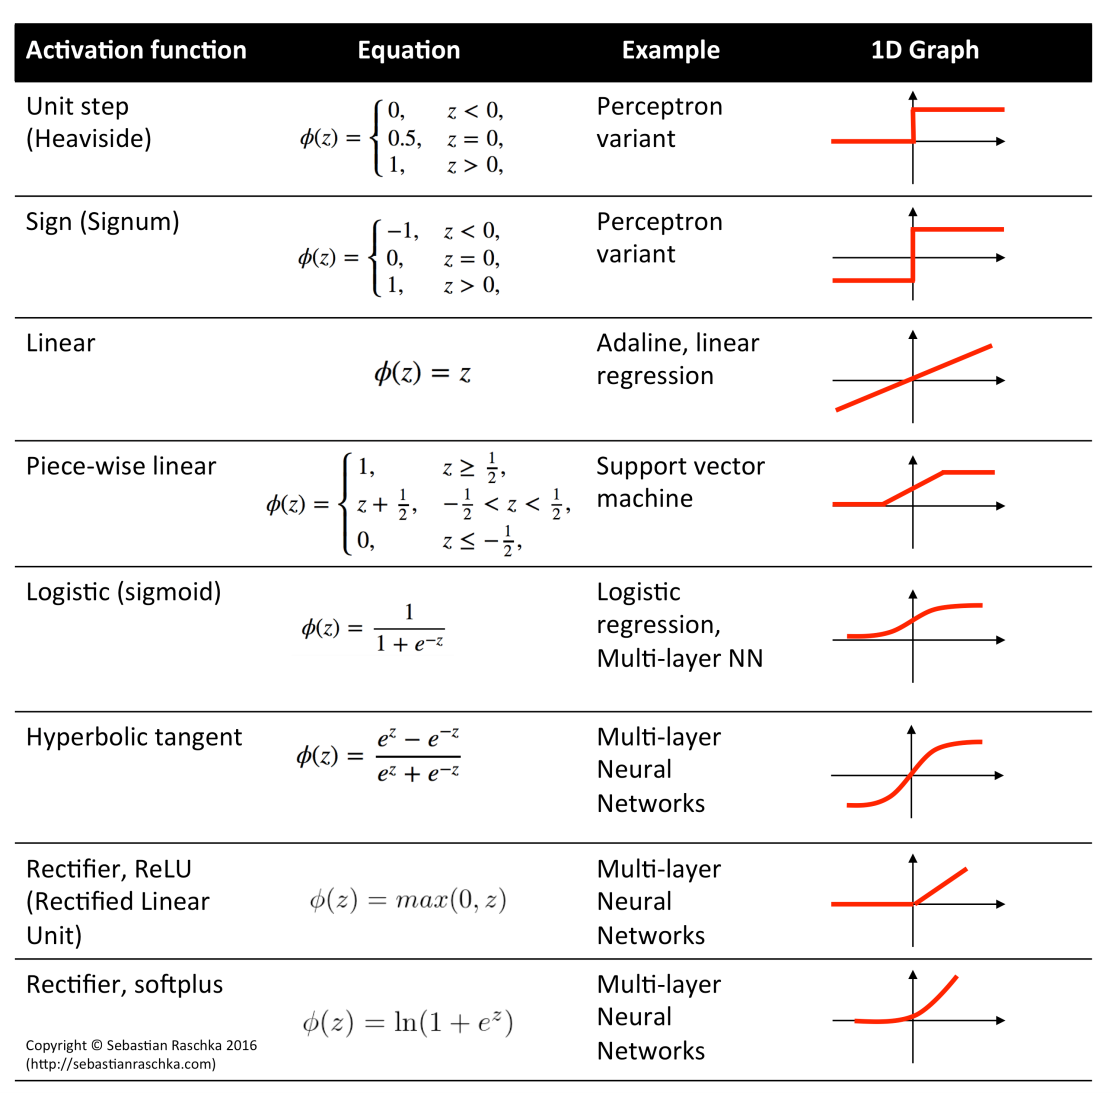 Activation function Equation Example 1D Graph
Unit step
(Heaviside)
ϕ(z) = { 0, z < 0,
0.5, z = 0,
1, z > 0,
Perceptron
variant
Sign (Signum)
ϕ(z) = { −1, z < 0,
0, z = 0,
1, z > 0,
Perceptron
variant
Linear
ϕ(z) = z
Adaline, linear
regression
Piece-wise linear
ϕ(z) = { 1, z ≥ 1/2,
z + 1/2, −1/2 < z < 1/2,
0, z ≤ −1/2,
Support vector
machine
Logistic (sigmoid)
ϕ(z) = 1 / (1 + e^−z)
Logistic
regression,
Multi-layer NN
Hyperbolic tangent
ϕ(z) = (e^z − e^−z) / (e^z + e^−z)
Multi-layer
Neural
Networks
Rectifier, ReLU
(Rectified Linear
Unit)
ϕ(z) = max(0, z)
Multi-layer
Neural
Networks
Rectifier, softplus
ϕ(z) = ln(1 + e^z)
Multi-layer
Neural
Networks
Copyright © Sebastian Raschka 2016
(http://sebastianraschka.com)